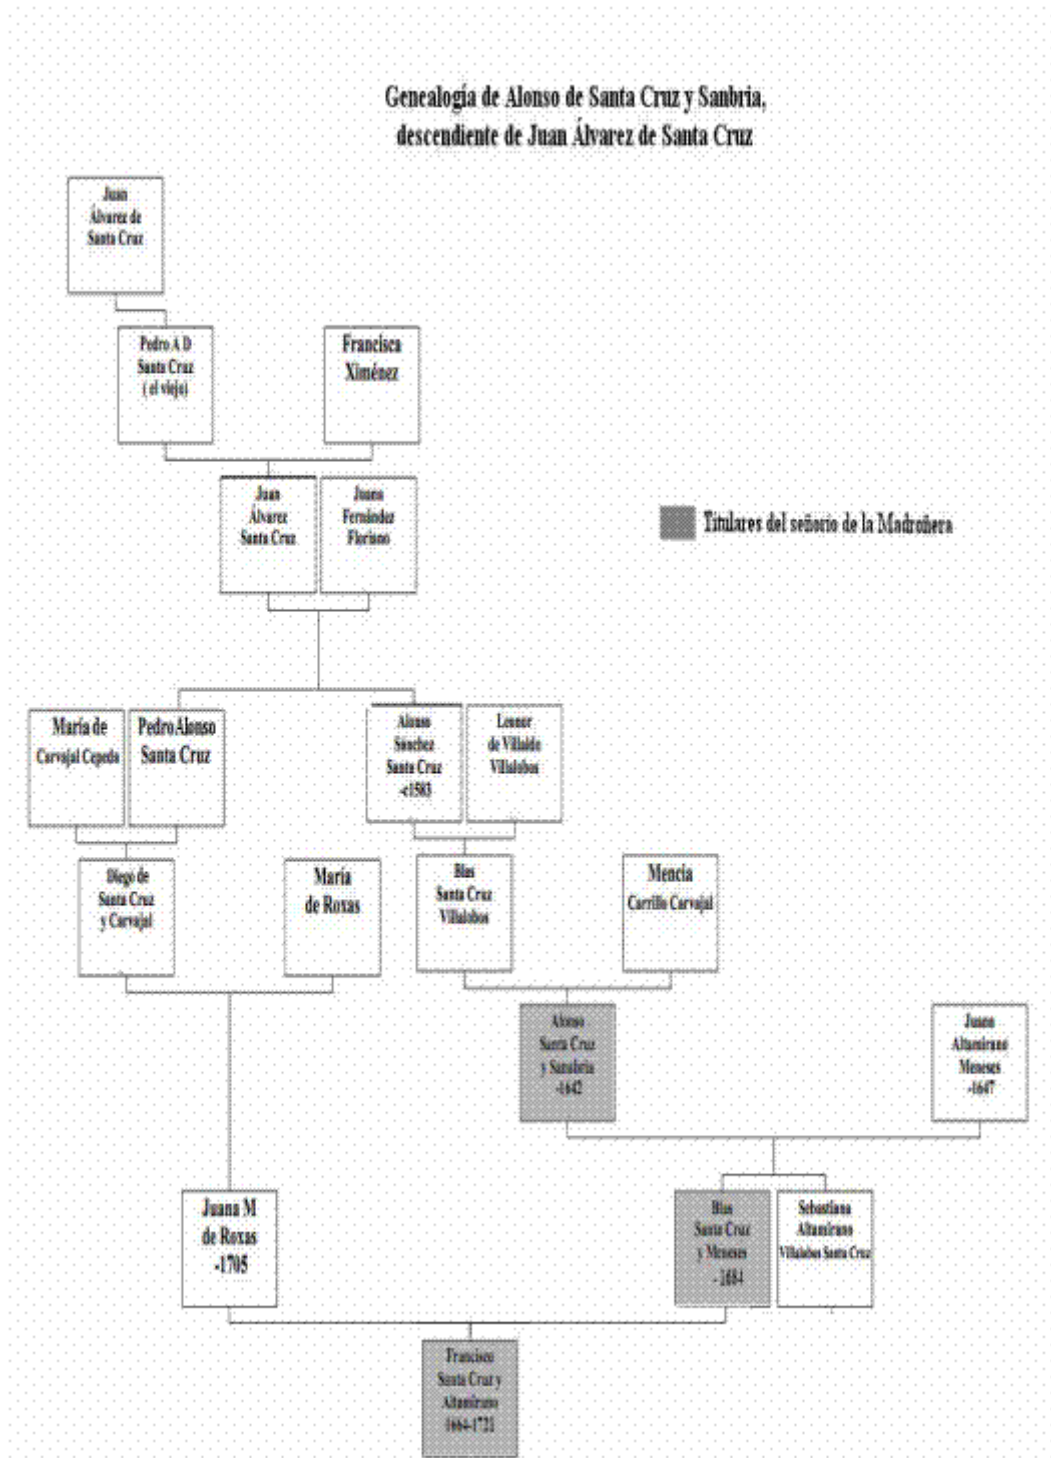 Genealogía de Alonso de Santa Cruz y Sanbria,
descendiente de Juan Álvarez de Santa Cruz
Juan
Álvarez de
Santa Cruz
Pedro A D
Santa Cruz
( el viejo)
Francisca
Ximénez
Juan
Álvarez
Santa Cruz
Juana
Fernández
Floriano
Titulares del señorio de la Madroñera
María de
Carvajal Cepeda
Pedro Alonso
Santa Cruz
Alonso
Sánchez
Santa Cruz
-c1583
Leonor
de Villaldo
Villalobos
Diego de
Santa Cruz
y Carvajal
María
de Roxas
Blas
Santa Cruz
Villalobos
Mencia
Carrillo Carvajal
Alonso
Santa Cruz
y Sanabria
-1642
Juana
Altamirano
Meneses
-1647
Juana M
de Roxas
-1705
Blas
Santa Cruz
y Meneses
- 1684
Sebastiana
Altamirano
Villalobos Santa Cruz
Francisco
Santa Cruz y
Altamirano
1664-1721